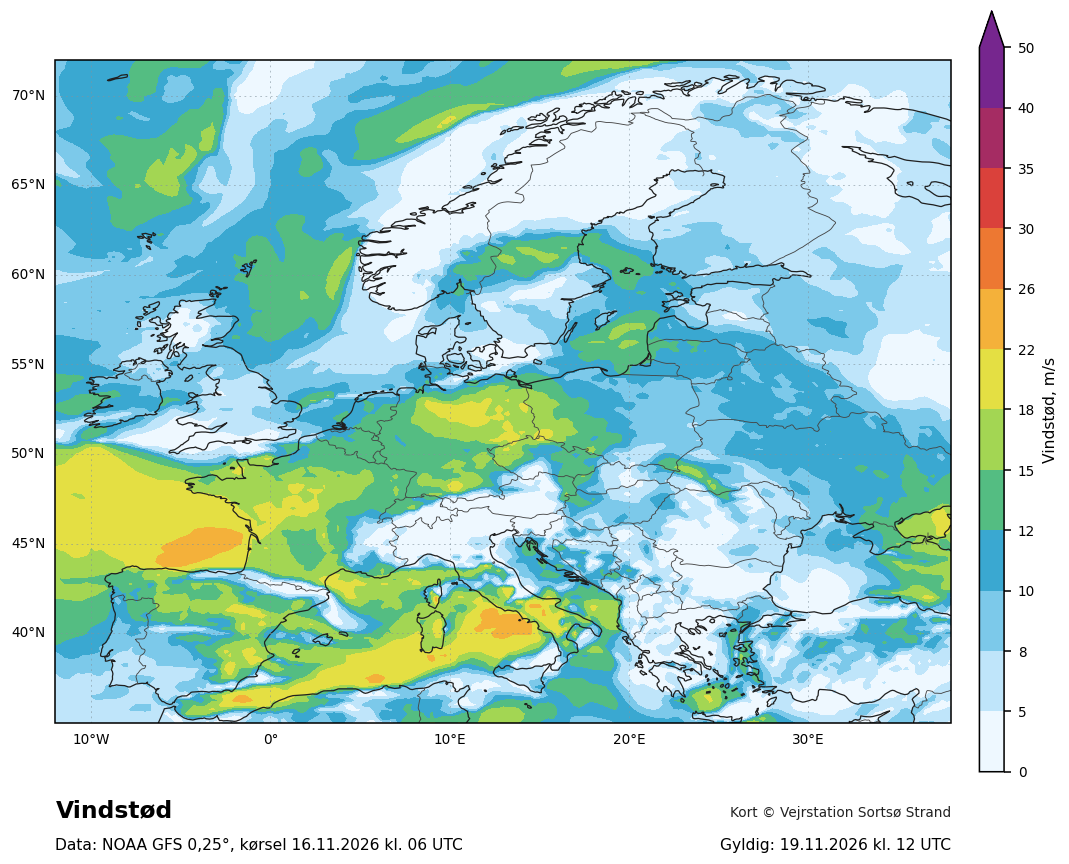 70°N
65°N
60°N
55°N
50°N
45°N
40°N
10°W
0°
10°E
20°E
30°E
50
40
35
30
26
22
18
15
12
10
8
5
0
Vindstød, m/s
Vindstød
Kort © Vejrstation Sortsø Strand
Data: NOAA GFS 0,25°, kørsel 16.11.2026 kl. 06 UTC
Gyldig: 19.11.2026 kl. 12 UTC